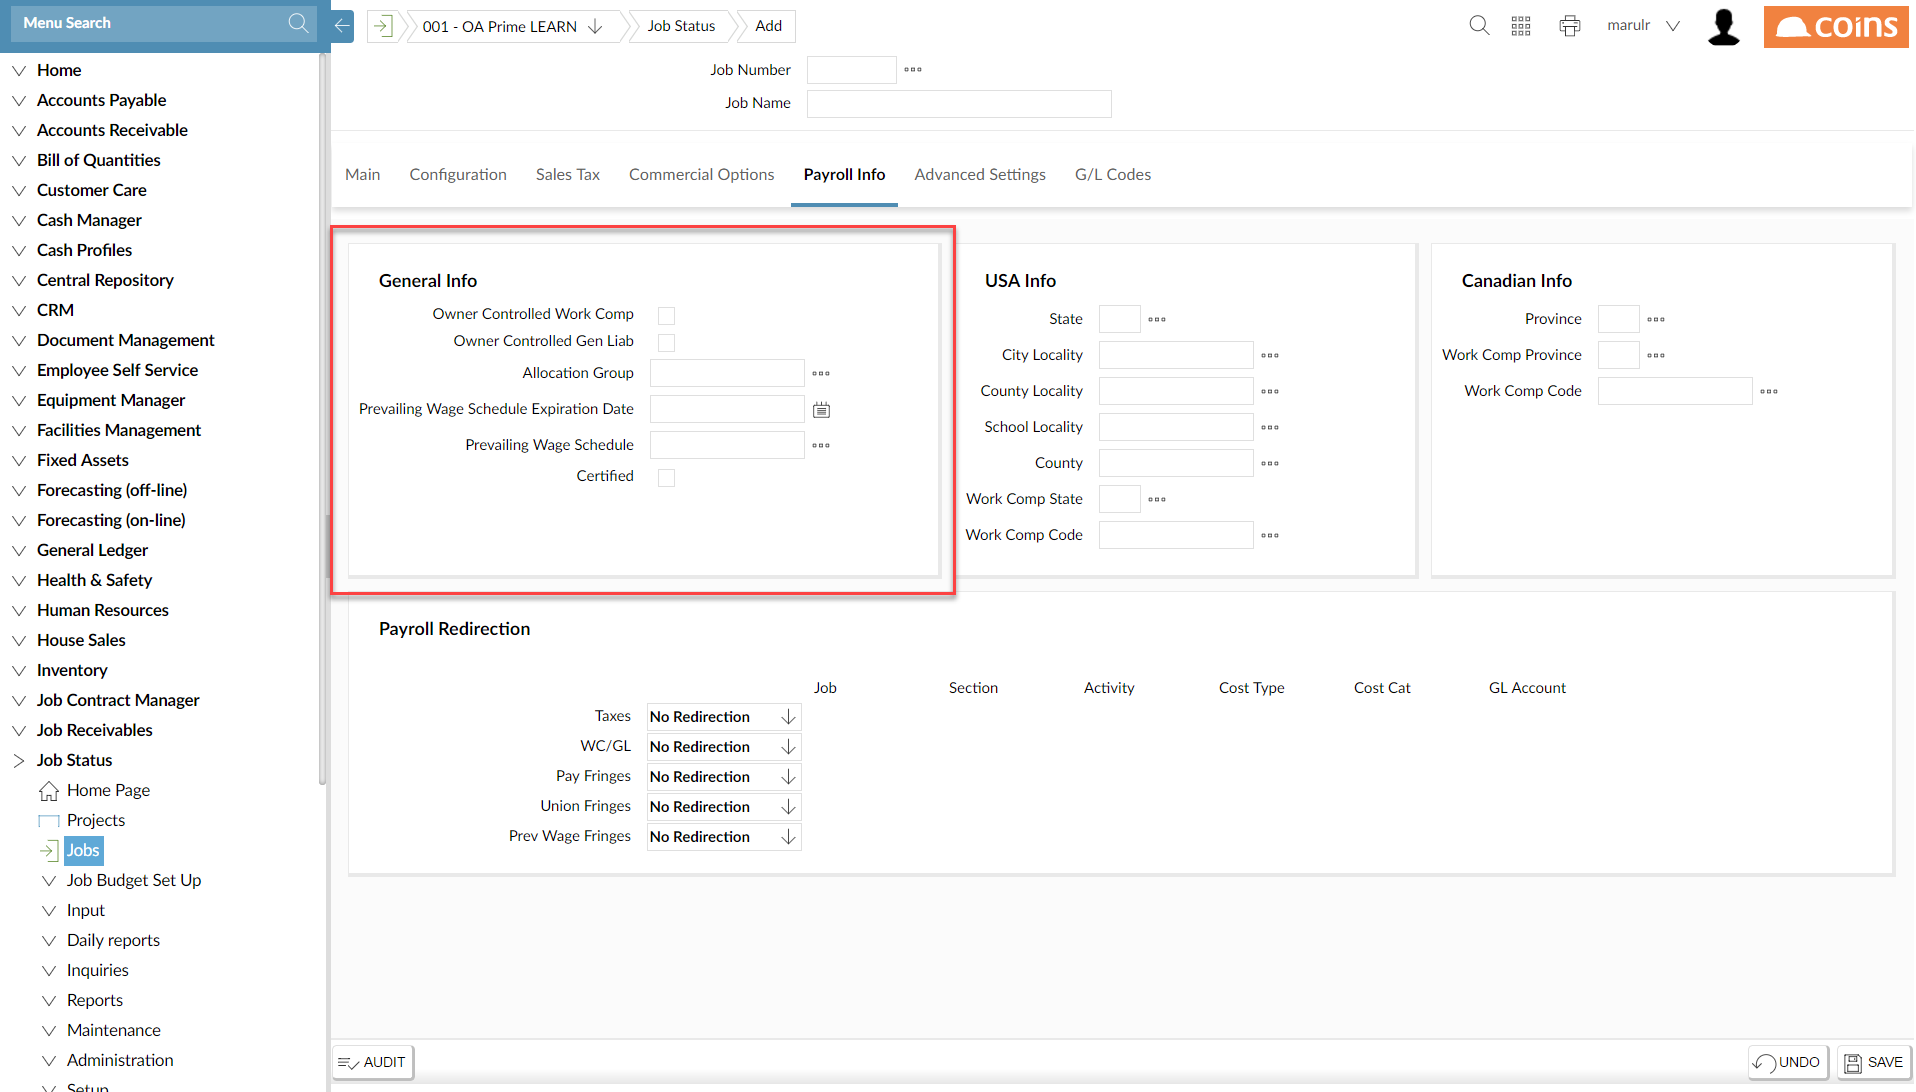 Menu Search
001 - OA Prime LEARN
Job Status
Add
marulr
coins
Job Number
Job Name
Home
Accounts Payable
Accounts Receivable
Bill of Quantities
Customer Care
Cash Manager
Cash Profiles
Central Repository
CRM
Document Management
Employee Self Service
Equipment Manager
Facilities Management
Fixed Assets
Forecasting (off-line)
Forecasting (on-line)
General Ledger
Health & Safety
Human Resources
House Sales
Inventory
Job Contract Manager
Job Receivables
Job Status
Home Page
Projects
Jobs
Job Budget Set Up
Input
Daily reports
Inquiries
Reports
Maintenance
Administration
Setup
Main Configuration Sales Tax Commercial Options Payroll Info Advanced Settings G/L Codes
General Info
Owner Controlled Work Comp
Owner Controlled Gen Liab
Allocation Group
Prevailing Wage Schedule Expiration Date
Prevailing Wage Schedule
Certified
USA Info
State
City Locality
County Locality
School Locality
County
Work Comp State
Work Comp Code
Canadian Info
Province
Work Comp Province
Work Comp Code
Payroll Redirection
Job Section Activity Cost Type Cost Cat GL Account
Taxes No Redirection
WC/GL No Redirection
Pay Fringes No Redirection
Union Fringes No Redirection
Prev Wage Fringes No Redirection
AUDIT
UNDO
SAVE